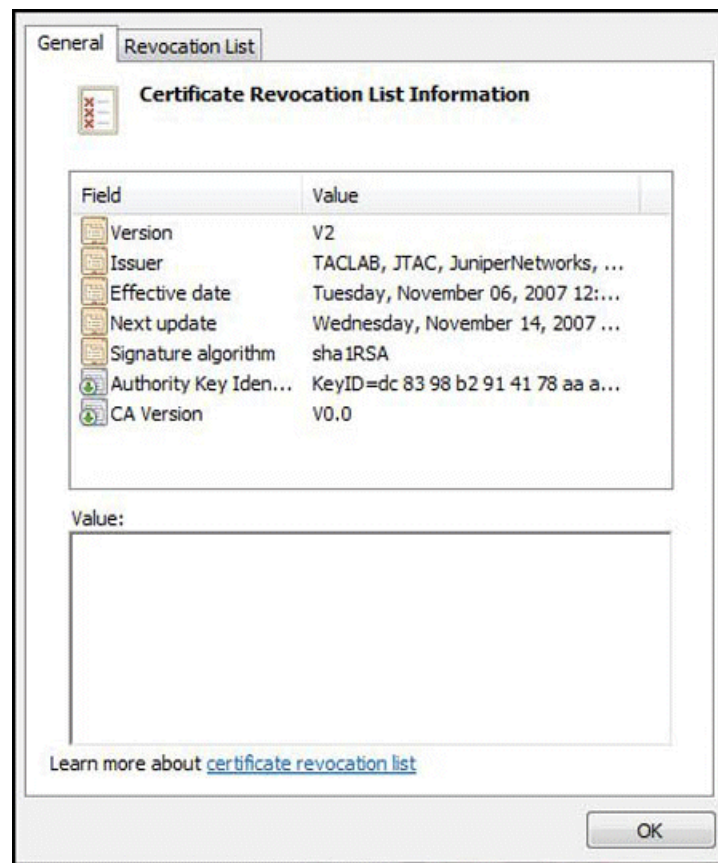 General Revocation List
Certificate Revocation List Information
Field Value
Version V2
Issuer TACLAB, JTAC, JuniperNetworks, ...
Effective date Tuesday, November 06, 2007 12:...
Next update Wednesday, November 14, 2007 ...
Signature algorithm sha1RSA
Authority Key Iden... KeyID=dc 83 98 b2 91 41 78 aa a...
CA Version V0.0
Value:
Learn more about certificate revocation list
OK